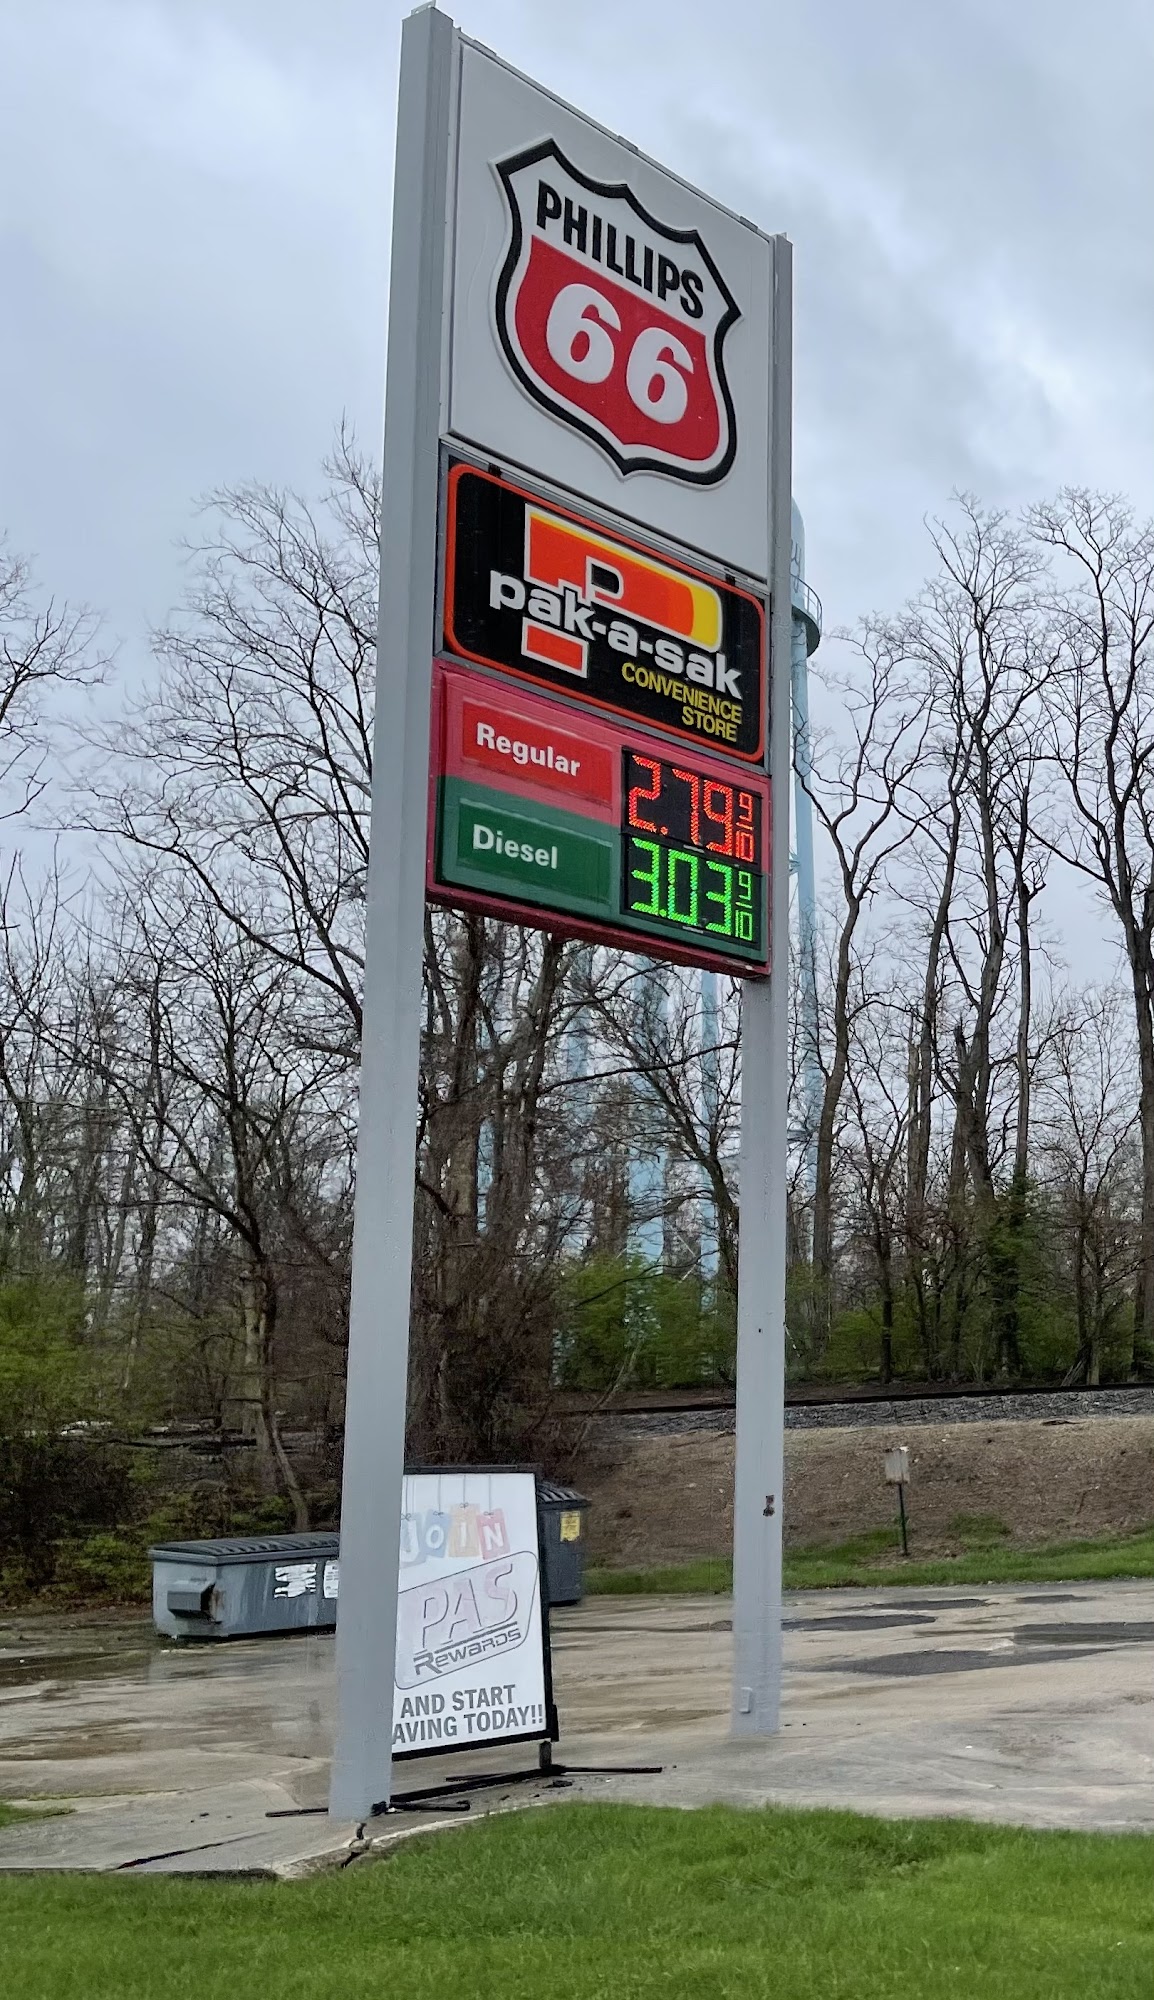 PHILLIPS
66
pak-a-sak
CONVENIENCE
STORE
Regular
2.79 9/10
Diesel
3.03 9/10
JOIN
PAS
REWARDS
AND START
AVING TODAY!!